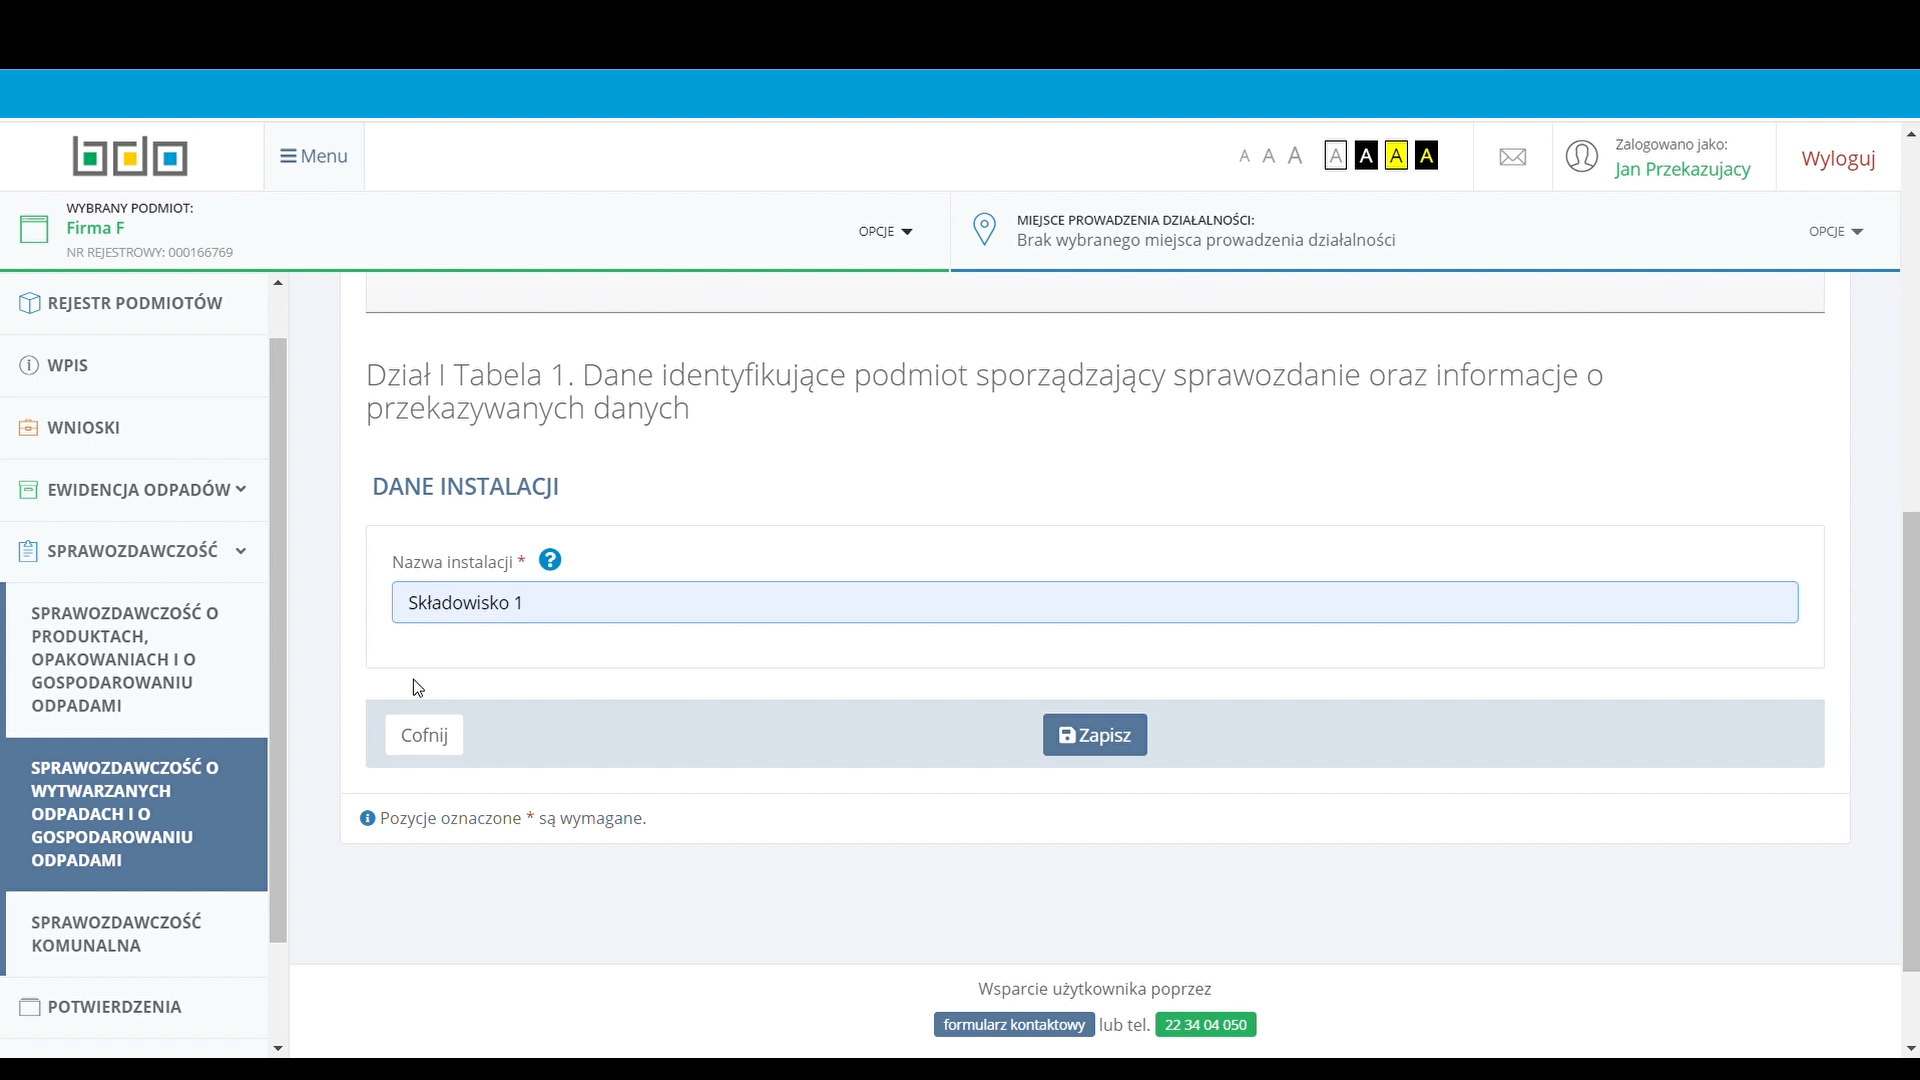 bdo
Menu
A A A A A A A
Zalogowano jako:
Jan Przekazujacy
Wyloguj
WYBRANY PODMIOT:
Firma F
NR REJESTROWY: 000166769
OPCJE
MIEJSCE PROWADZENIA DZIAŁALNOŚCI:
Brak wybranego miejsca prowadzenia działalności
OPCJE
REJESTR PODMIOTÓW
WPIS
WNIOSKI
EWIDENCJA ODPADÓW
SPRAWOZDAWCZOŚĆ
SPRAWOZDAWCZOŚĆ O
PRODUKTACH,
OPAKOWANIACH I O
GOSPODAROWANIU
ODPADAMI
SPRAWOZDAWCZOŚĆ O
WYTWARZANYCH
ODPADACH I O
GOSPODAROWANIU
ODPADAMI
SPRAWOZDAWCZOŚĆ
KOMUNALNA
POTWIERDZENIA
Dział I Tabela 1. Dane identyfikujące podmiot sporządzający sprawozdanie oraz informacje o
przekazywanych danych
DANE INSTALACJI
Nazwa instalacji * ?
Składowisko 1
Cofnij
Zapisz
Pozycje oznaczone * są wymagane.
Wsparcie użytkownika poprzez
formularz kontaktowy lub tel. 22 34 04 050